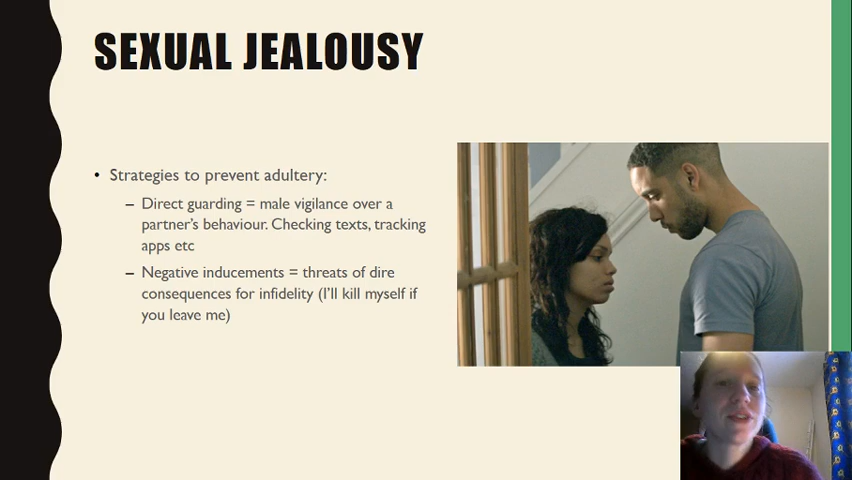 SEXUAL JEALOUSY
• Strategies to prevent adultery:
– Direct guarding = male vigilance over a
partner's behaviour. Checking texts, tracking
apps etc
– Negative inducements = threats of dire
consequences for infidelity (I'll kill myself if
you leave me)